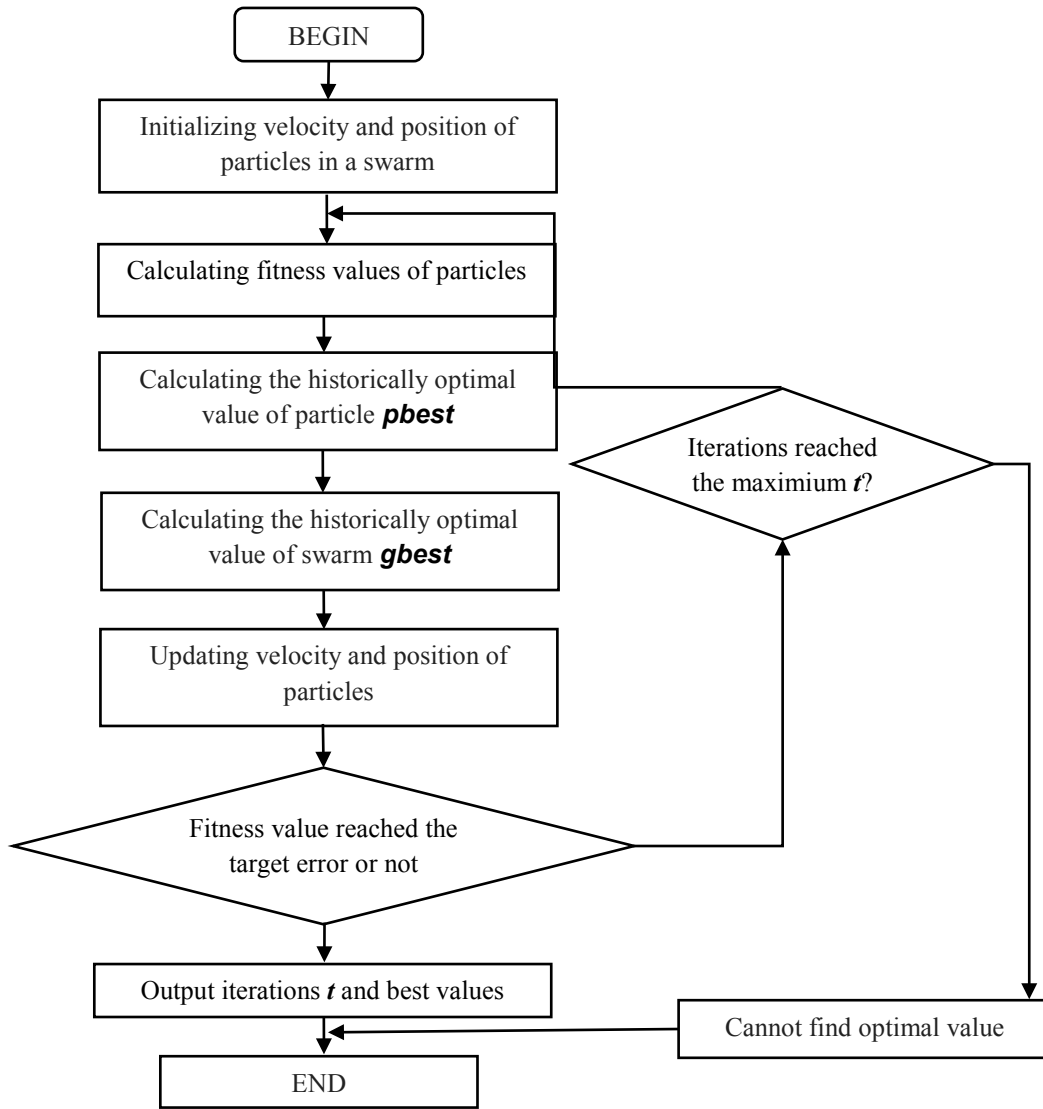 BEGIN
Initializing velocity and position of
particles in a swarm
Calculating fitness values of particles
Calculating the historically optimal
value of particle pbest
Iterations reached
the maximium t?
Calculating the historically optimal
value of swarm gbest
Updating velocity and position of
particles
Fitness value reached the
target error or not
Output iterations t and best values
Cannot find optimal value
END